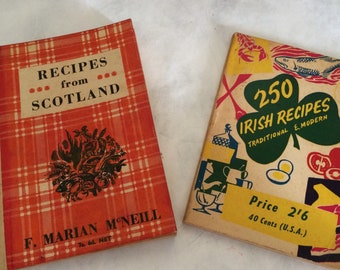 RECIPES
from
SCOTLAND
F. MARIAN McNEILL
250
IRISH RECIPES
TRADITIONAL & MODERN
Price 2'6
40 Cents (U.S.A.)